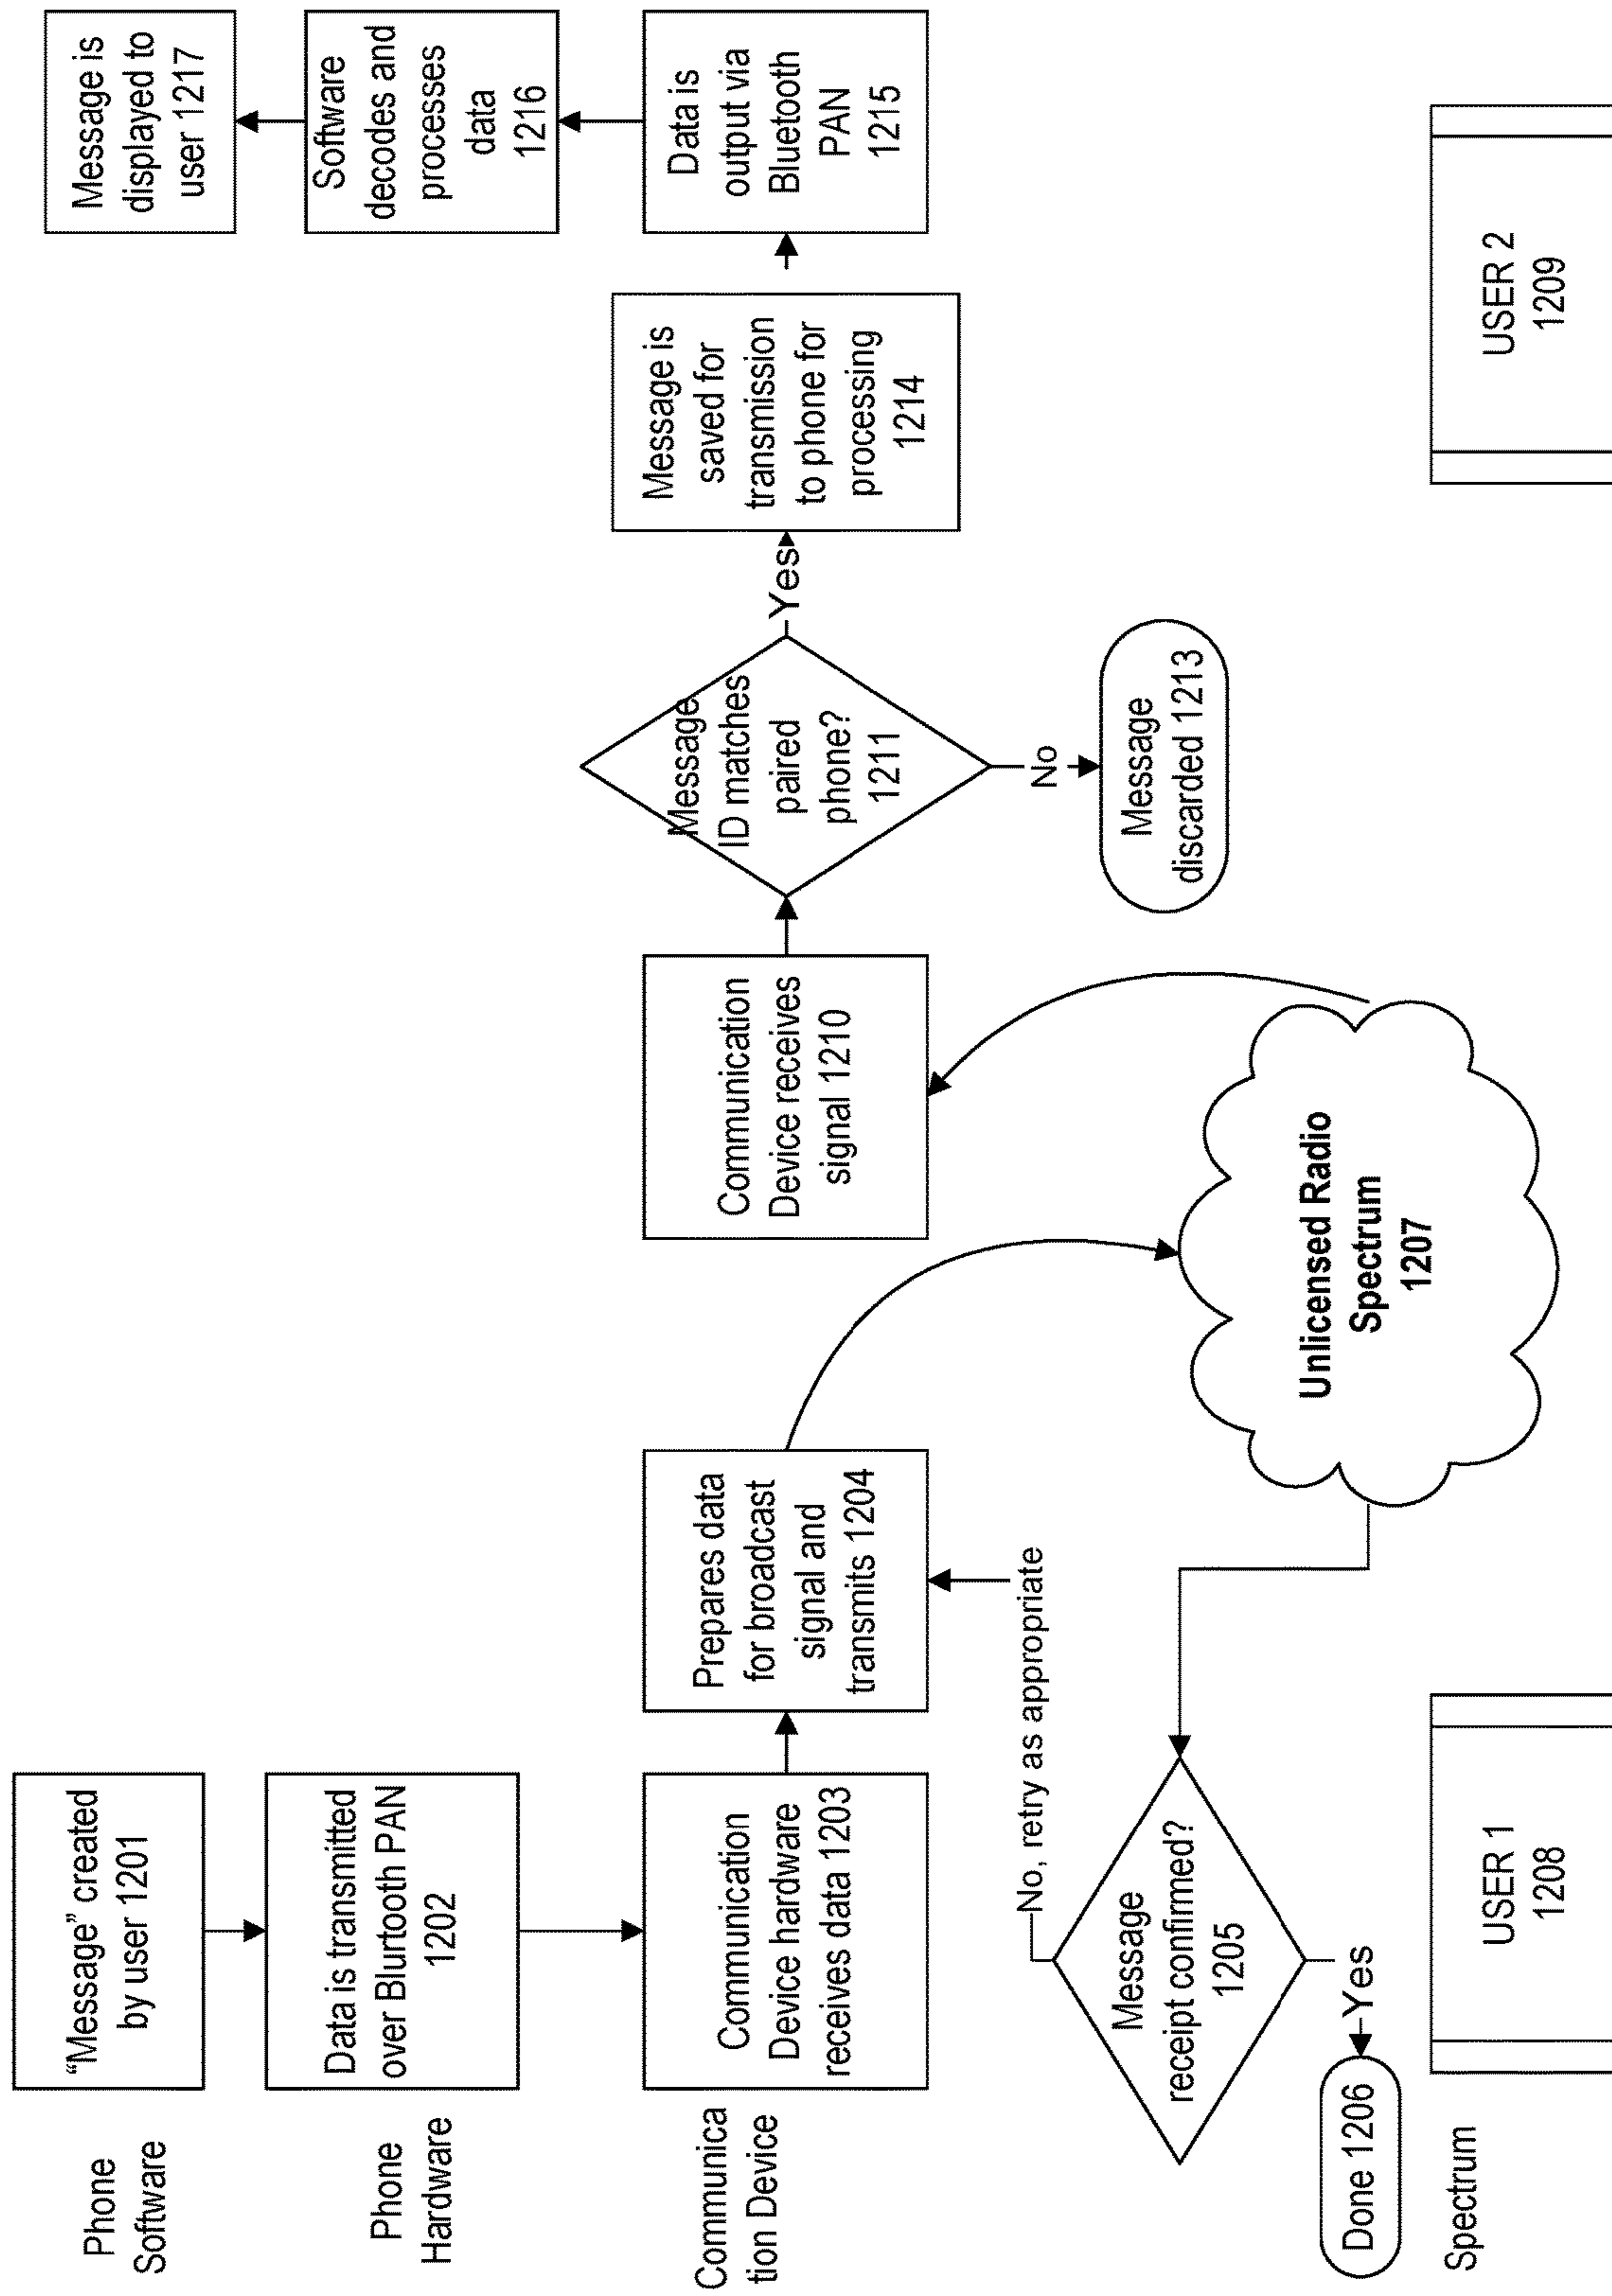 Phone
Software
“Message” created
by user 1201
Message is
displayed to
user 1217
Phone
Hardware
Data is transmitted
over Blurtooth PAN
1202
Software
decodes and
processes
data
1216
Communica
tion Device
Communication
Device hardware
receives data 1203
Prepares data
for broadcast
signal and
transmits 1204
Communication
Device receives
signal 1210
Message
ID matches
paired
phone?
1211
Yes
Message is
saved for
transmission
to phone for
processing
1214
Data is
output via
Bluetooth
PAN
1215
No, retry as appropriate
No
Message
receipt confirmed?
1205
Message
discarded 1213
Yes
Done 1206
Unlicensed Radio
Spectrum
1207
Spectrum
USER 1
1208
USER 2
1209